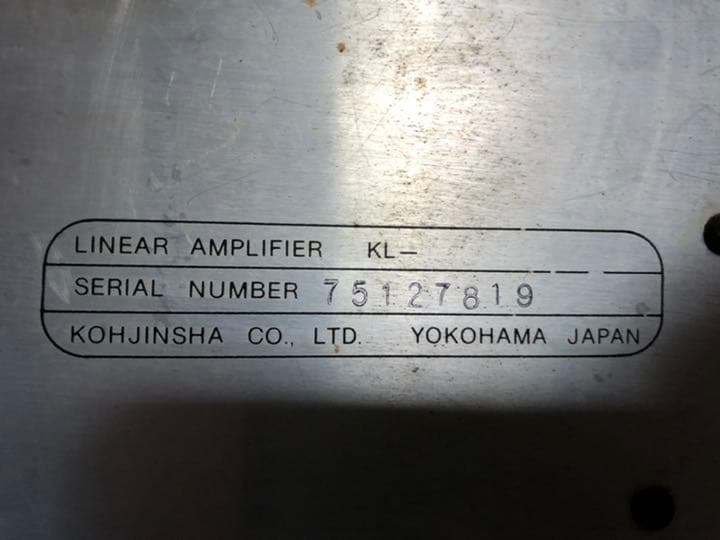 LINEAR AMPLIFIER KL—
SERIAL NUMBER 75127819
KOHJINSHA CO., LTD. YOKOHAMA JAPAN